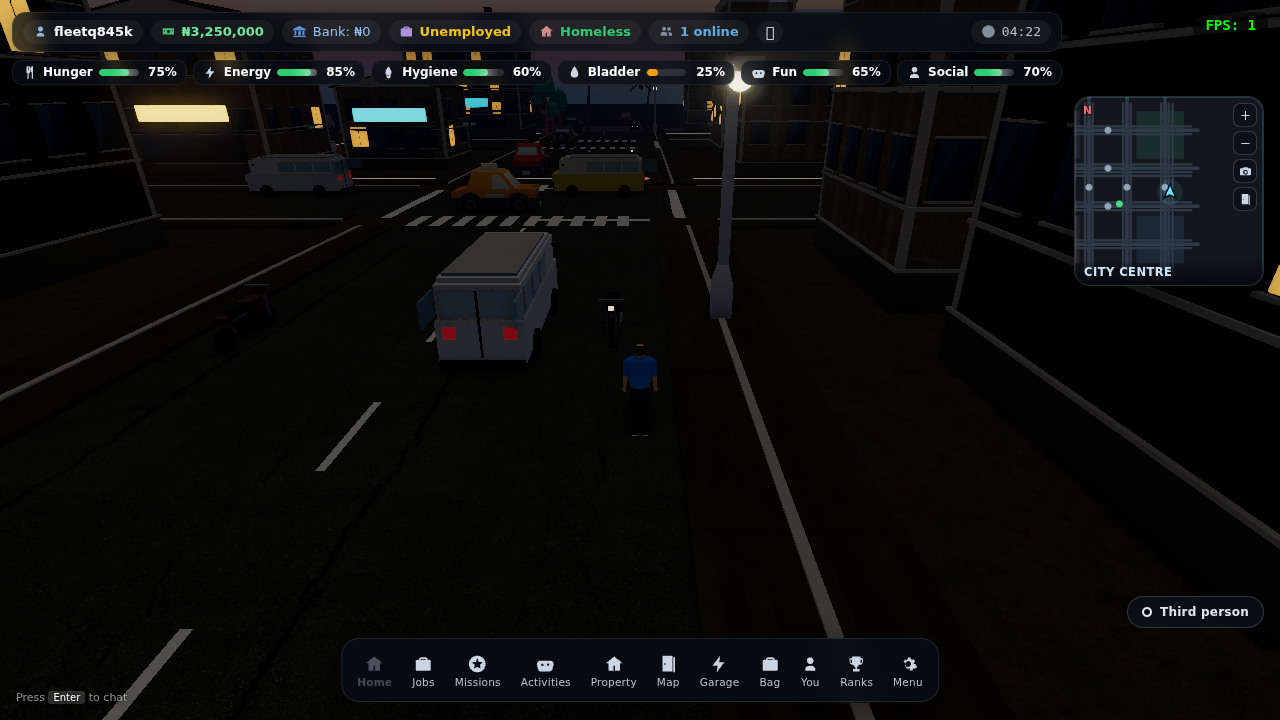 fleetq845k ₦3,250,000 Bank: ₦0 Unemployed Homeless 1 online 04:22 FPS: 1
Hunger 75% Energy 85% Hygiene 60% Bladder 25% Fun 65% Social 70%
N
+
−
CITY CENTRE
Third person
Home Jobs Missions Activities Property Map Garage Bag You Ranks Menu
Press Enter to chat